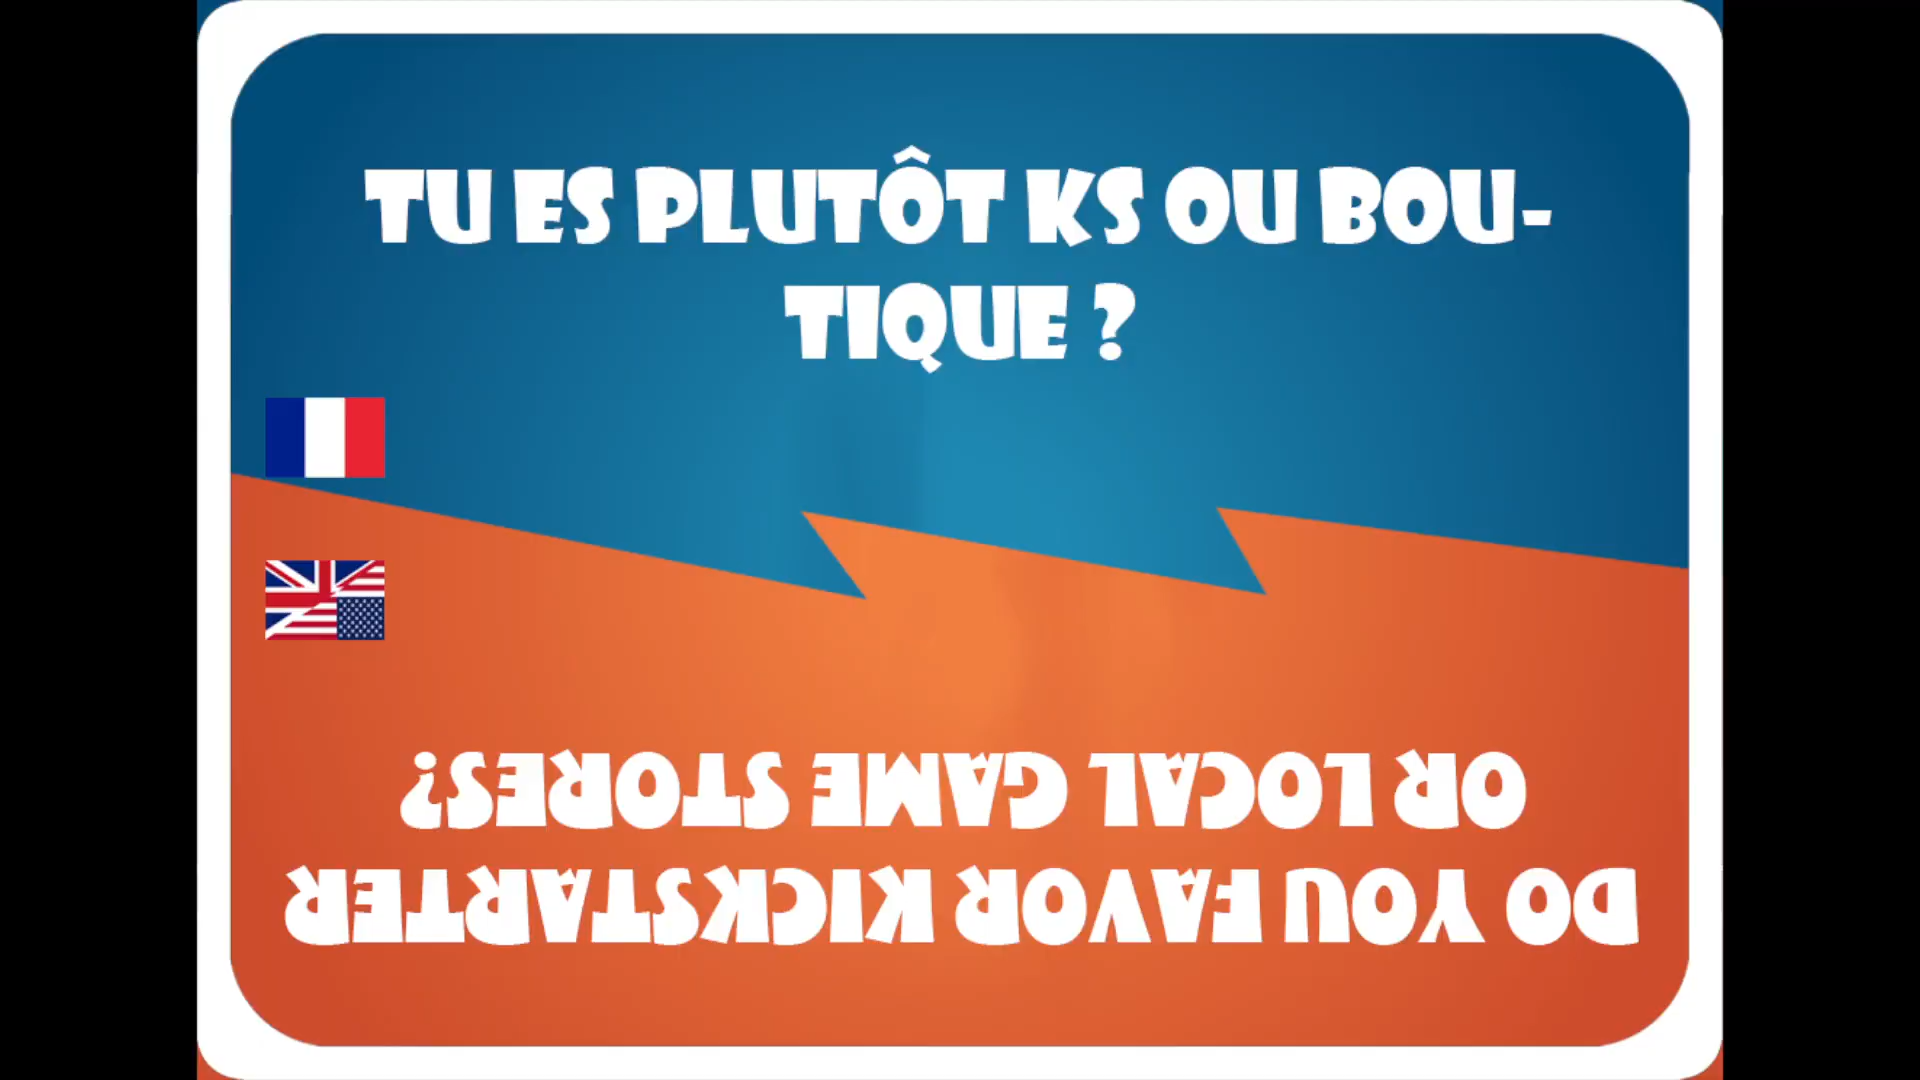 TU ES PLUTÔT KS OU BOU-
TIQUE ?
DO YOU FAVOR KICKSTARTER
OR LOCAL GAME STORES?